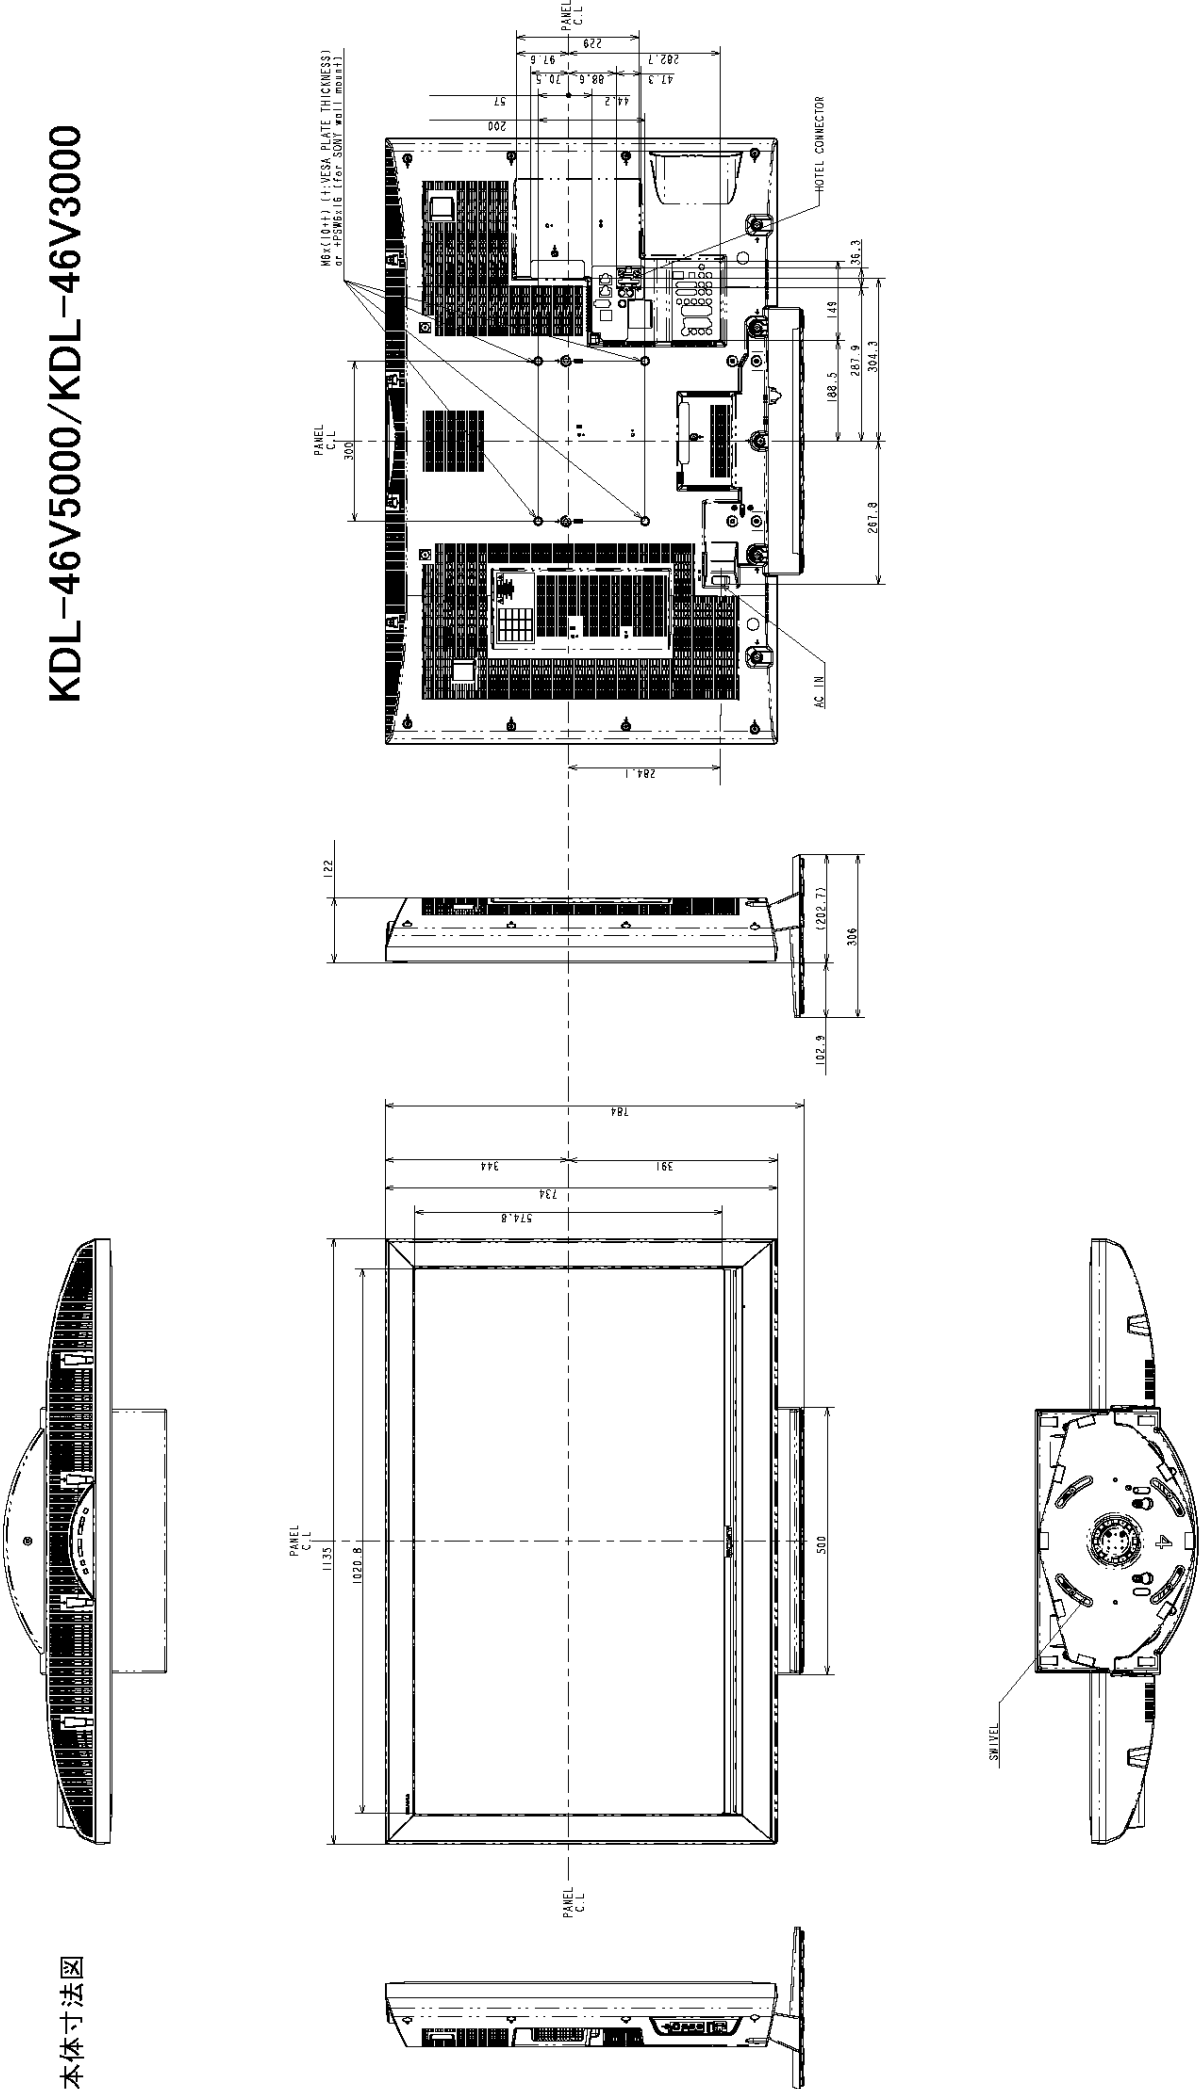 本体寸法図
KDL-46V5000/KDL-46V3000
PANEL
C.L
1135
1020.8
574.8
734
344
391
784
500
PANEL
C.L
122
(202.7)
306
102.9
M6x(10+t) (t:VESA PLATE THICKNESS)
or +PSW6x16 (for SONY wall mount)
PANEL
C.L
300
PANEL
C.L
229
97.6
282.7
70.5
88.6
47.3
57
44.2
200
HOTEL CONNECTOR
36.3
149
188.5
287.9
304.3
267.8
AC IN
284.1
SWIVEL
4